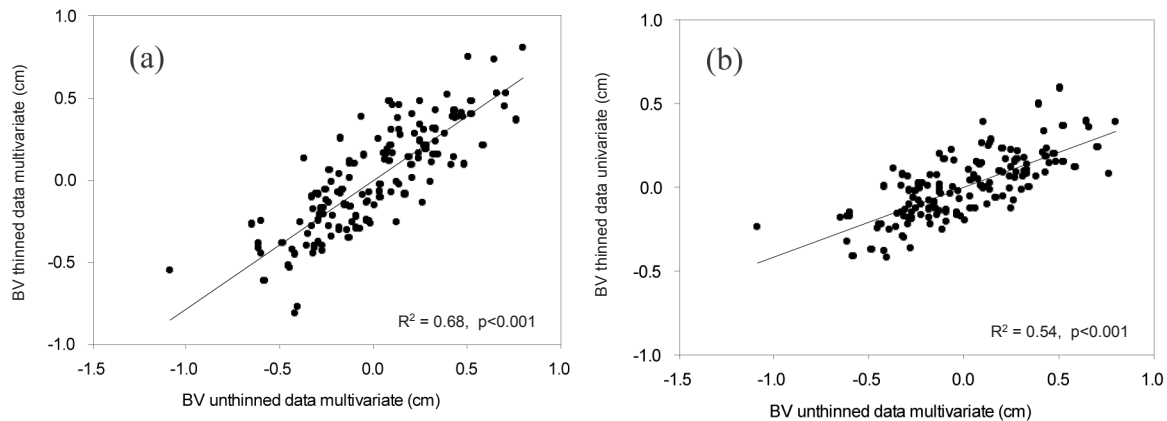 (a)
BV thinned data multivariate (cm)
1.0
0.5
0.0
-0.5
-1.0
R² = 0.68, p<0.001
-1.5
-1.0
-0.5
0.0
0.5
1.0
BV unthinned data multivariate (cm)
(b)
BV thinned data univariate (cm)
1.0
0.5
0.0
-0.5
-1.0
R² = 0.54, p<0.001
-1.5
-1.0
-0.5
0.0
0.5
1.0
BV unthinned data multivariate (cm)